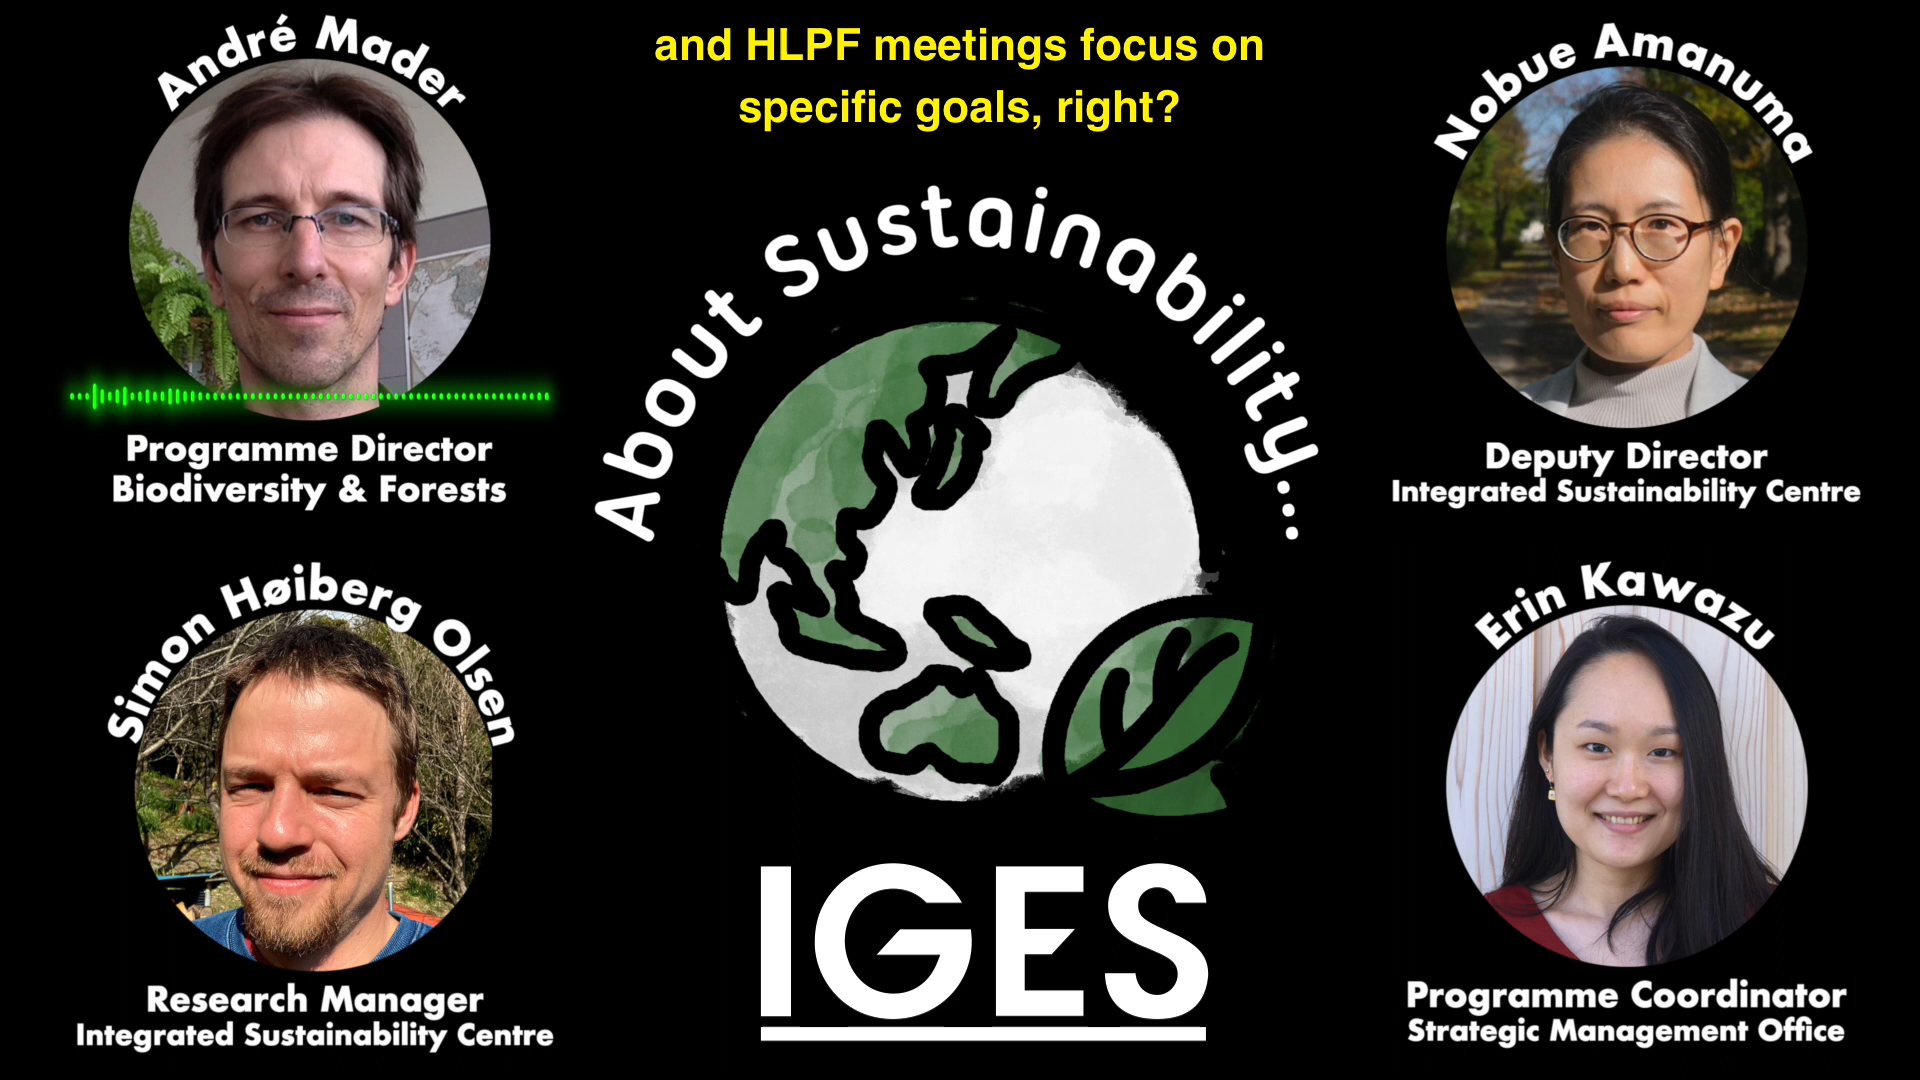 and HLPF meetings focus on
specific goals, right?
About Sustainability...
IGES
André Mader
Programme Director
Biodiversity & Forests
Nobue Amanuma
Deputy Director
Integrated Sustainability Centre
Simon Høiberg Olsen
Research Manager
Integrated Sustainability Centre
Erin Kawazu
Programme Coordinator
Strategic Management Office